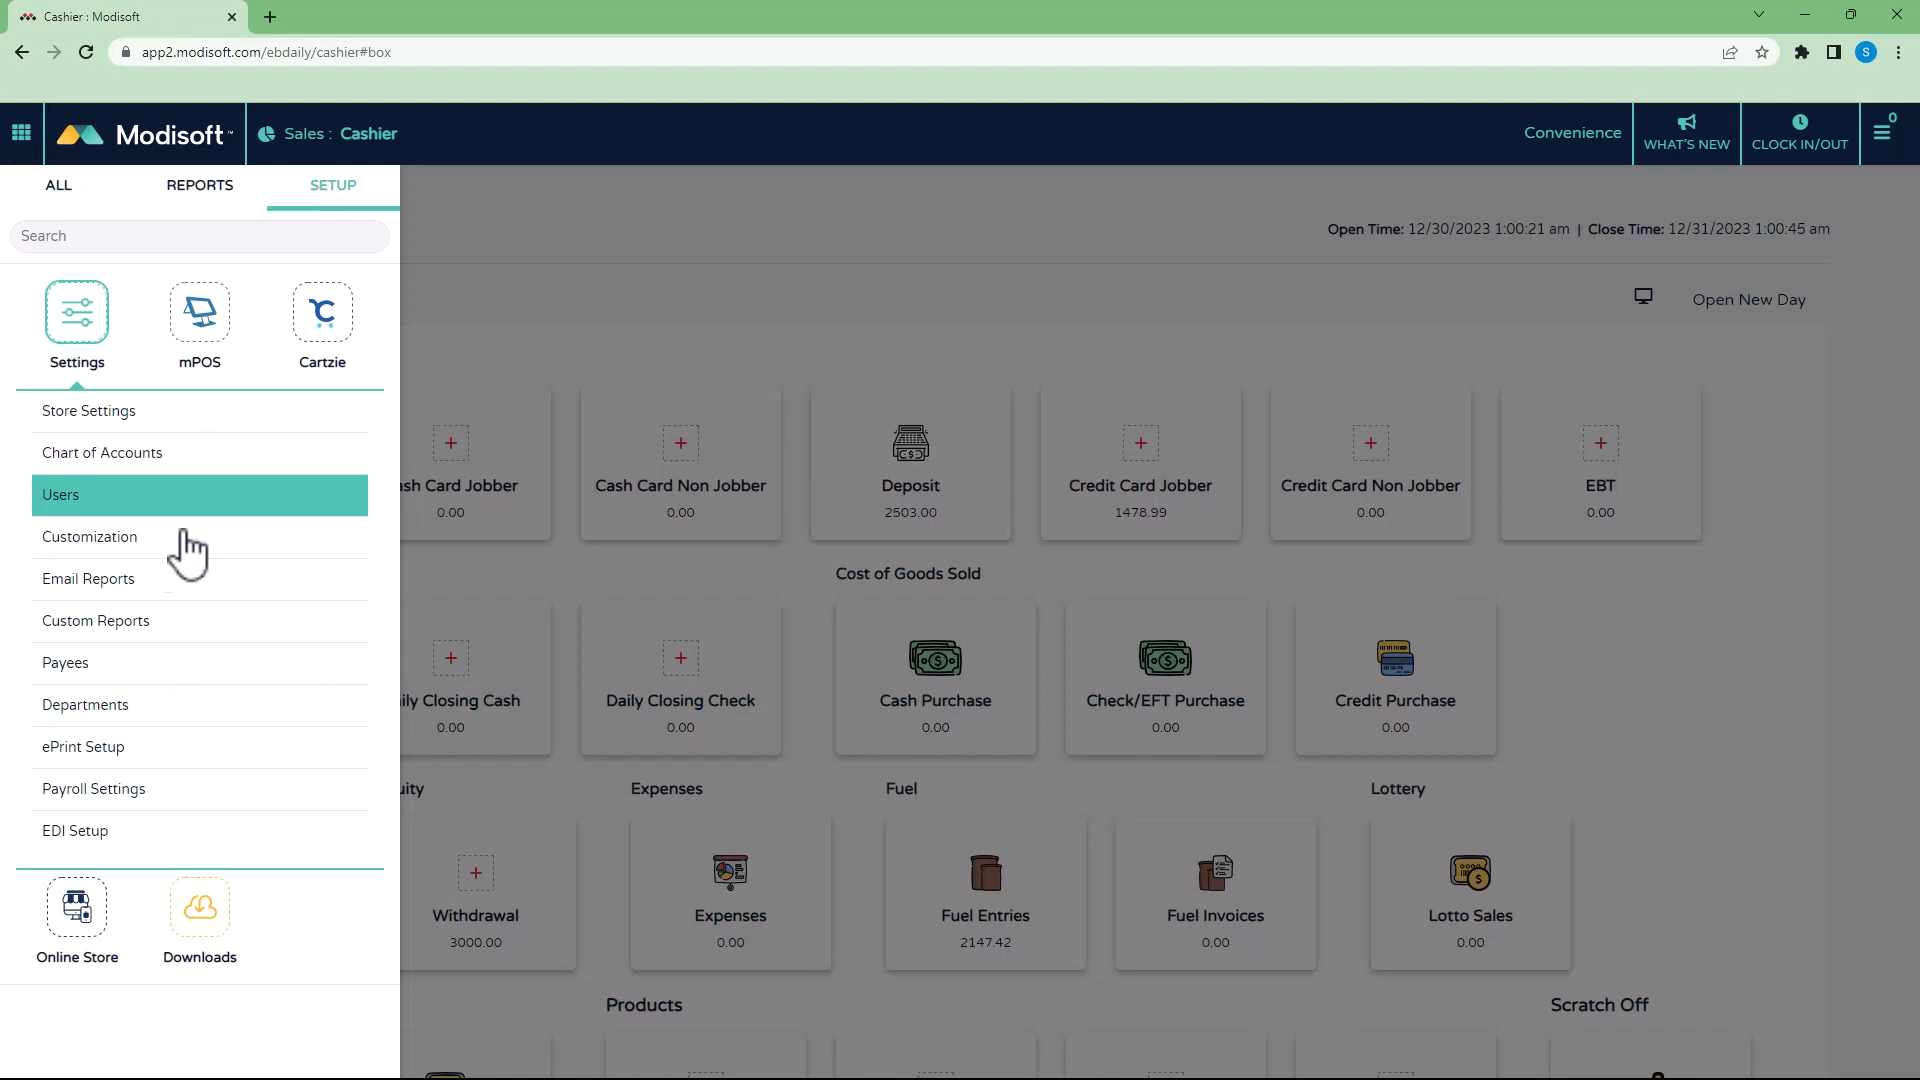 Cashier : Modisoft
app2.modisoft.com/ebdaily/cashier#box
S
Modisoft™
Sales : Cashier
Convenience
WHAT'S NEW
CLOCK IN/OUT
0
ALL REPORTS SETUP
Search
Open Time: 12/30/2023 1:00:21 am | Close Time: 12/31/2023 1:00:45 am
Open New Day
Settings mPOS Cartzie
Store Settings
Chart of Accounts
Users
Customization
Email Reports
Custom Reports
Payees
Departments
ePrint Setup
Payroll Settings
EDI Setup
Online Store Downloads
sh Card Jobber Cash Card Non Jobber Deposit Credit Card Jobber Credit Card Non Jobber EBT
0.00 0.00 2503.00 1478.99 0.00 0.00
Cost of Goods Sold
ily Closing Cash Daily Closing Check Cash Purchase Check/EFT Purchase Credit Purchase
0.00 0.00 0.00 0.00 0.00
uity Expenses Fuel Lottery
Withdrawal Expenses Fuel Entries Fuel Invoices Lotto Sales
3000.00 0.00 2147.42 0.00 0.00
Products Scratch Off